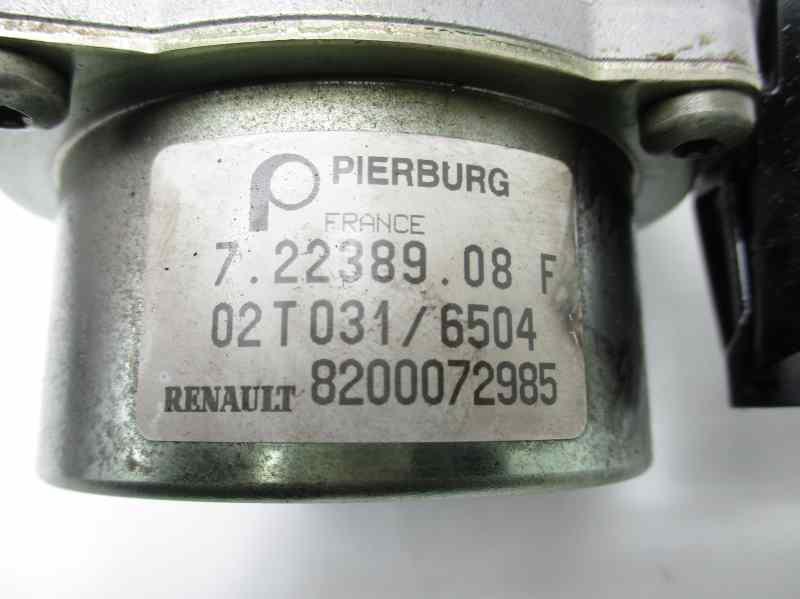 PIERBURG
FRANCE
7.22389.08 F
02T031/6504
RENAULT 8200072985